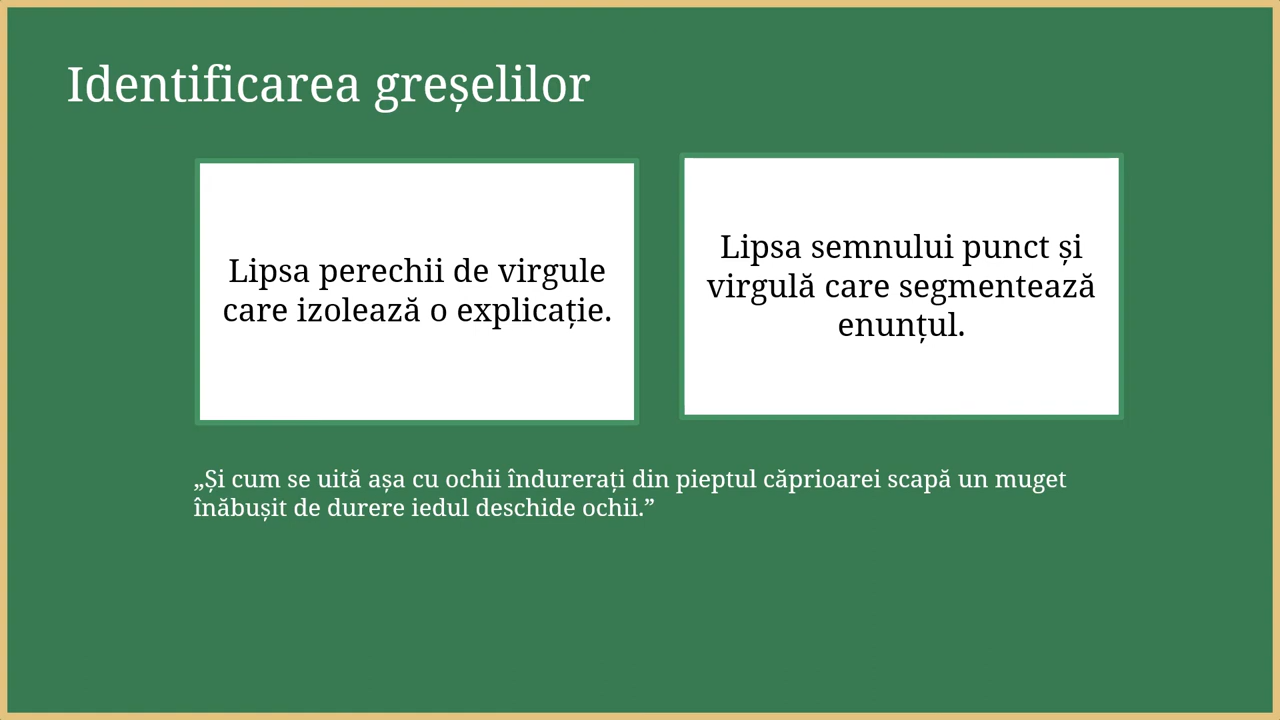 Identificarea greșelilor
Lipsa perechii de virgule
care izolează o explicație.
Lipsa semnului punct și
virgulă care segmentează
enunțul.
„Și cum se uită așa cu ochii îndurerați din pieptul căprioarei scapă un muget
înăbușit de durere iedul deschide ochii.”